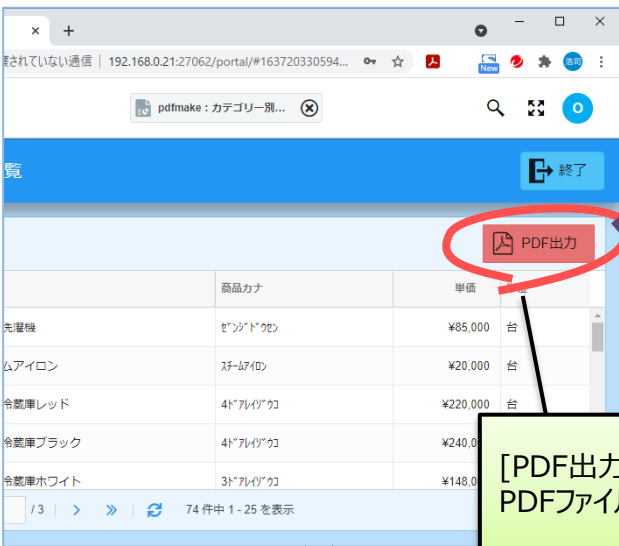 されていない通信 | 192.168.0.21:27062/portal/#163720330594...
New
浩司
pdfmake：カテゴリー別...
O
覧
終了
PDF出力
商品カナ 単価
先濯機 ｾﾞﾝｼﾞﾄﾞｳｾﾝ ¥85,000 台
ムアイロン ｽﾁｰﾑｱｲﾛﾝ ¥20,000 台
令蔵庫レッド 4ﾄﾞｱﾚｲｿﾞｳｺ ¥220,000 台
令蔵庫ブラック 4ﾄﾞｱﾚｲｿﾞｳｺ ¥240,0
令蔵庫ホワイト 3ﾄﾞｱﾚｲｿﾞｳｺ ¥148,0
/ 3 74 件中 1 - 25 を表示
[PDF出力
PDFファイル